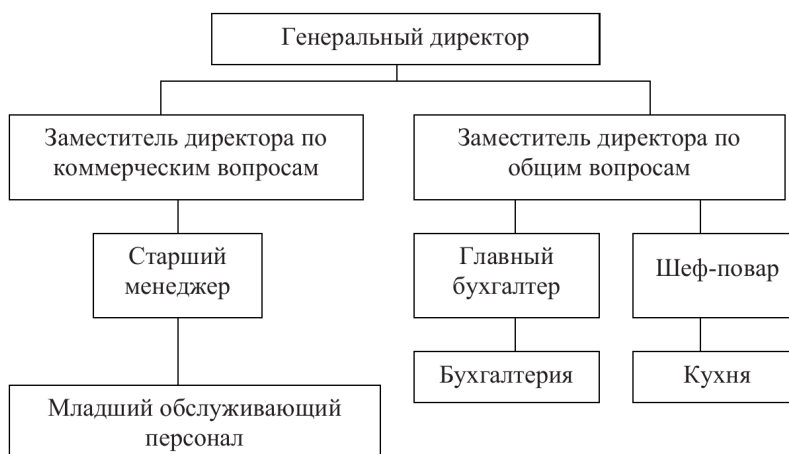 Генеральный директор
Заместитель директора по
коммерческим вопросам
Заместитель директора по
общим вопросам
Старший
менеджер
Главный
бухгалтер
Шеф-повар
Бухгалтерия
Кухня
Младший обслуживающий
персонал